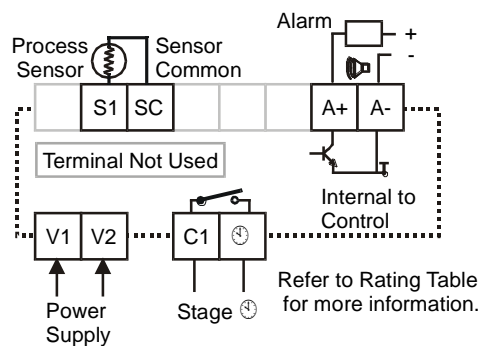 Process Sensor
Sensor Common
Alarm
+
-
S1 SC A+ A-
Terminal Not Used
Internal to Control
V1 V2 C1
Power Supply
Stage
Refer to Rating Table
for more information.